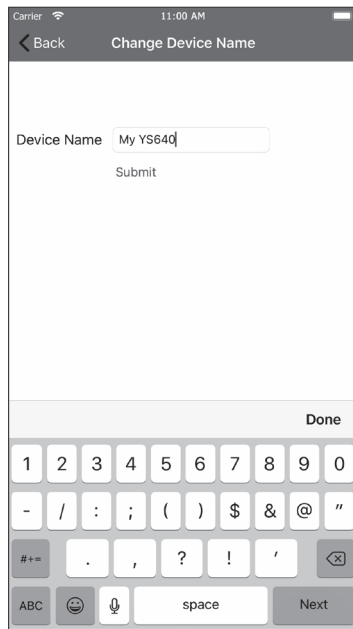 Carrier 11:00 AM
Back Change Device Name
Device Name My YS640
Submit
Done
1 2 3 4 5 6 7 8 9 0
- / : ; ( ) $ & @ "
#+= . , ? ! '
ABC space Next